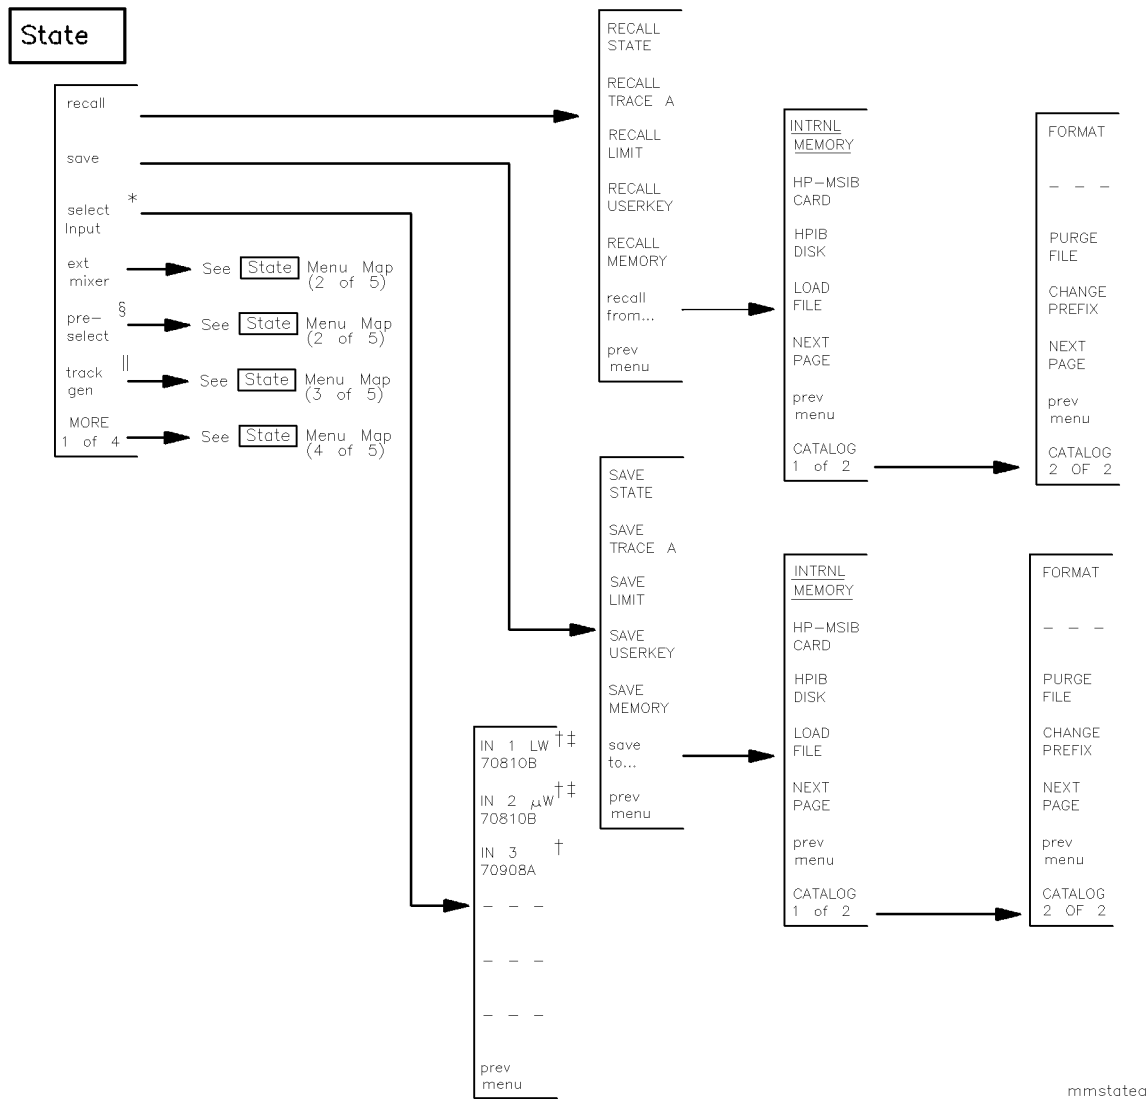 State
recall
save
select *
Input
ext
mixer
See State Menu Map
(2 of 5)
pre- §
select
See State Menu Map
(2 of 5)
track ||
gen
See State Menu Map
(3 of 5)
MORE
1 of 4
See State Menu Map
(4 of 5)
RECALL
STATE
RECALL
TRACE A
RECALL
LIMIT
RECALL
USERKEY
RECALL
MEMORY
recall
from...
prev
menu
INTRNL
MEMORY
HP-MSIB
CARD
HPIB
DISK
LOAD
FILE
NEXT
PAGE
prev
menu
CATALOG
1 of 2
FORMAT
- - -
PURGE
FILE
CHANGE
PREFIX
NEXT
PAGE
prev
menu
CATALOG
2 OF 2
SAVE
STATE
SAVE
TRACE A
SAVE
LIMIT
SAVE
USERKEY
SAVE
MEMORY
save
to...
prev
menu
INTRNL
MEMORY
HP-MSIB
CARD
HPIB
DISK
LOAD
FILE
NEXT
PAGE
prev
menu
CATALOG
1 of 2
FORMAT
- - -
PURGE
FILE
CHANGE
PREFIX
NEXT
PAGE
prev
menu
CATALOG
2 OF 2
IN 1 LW †‡
70810B
IN 2 µW †‡
70810B
IN 3 †
70908A
- - -
- - -
- - -
prev
menu
mmstatea